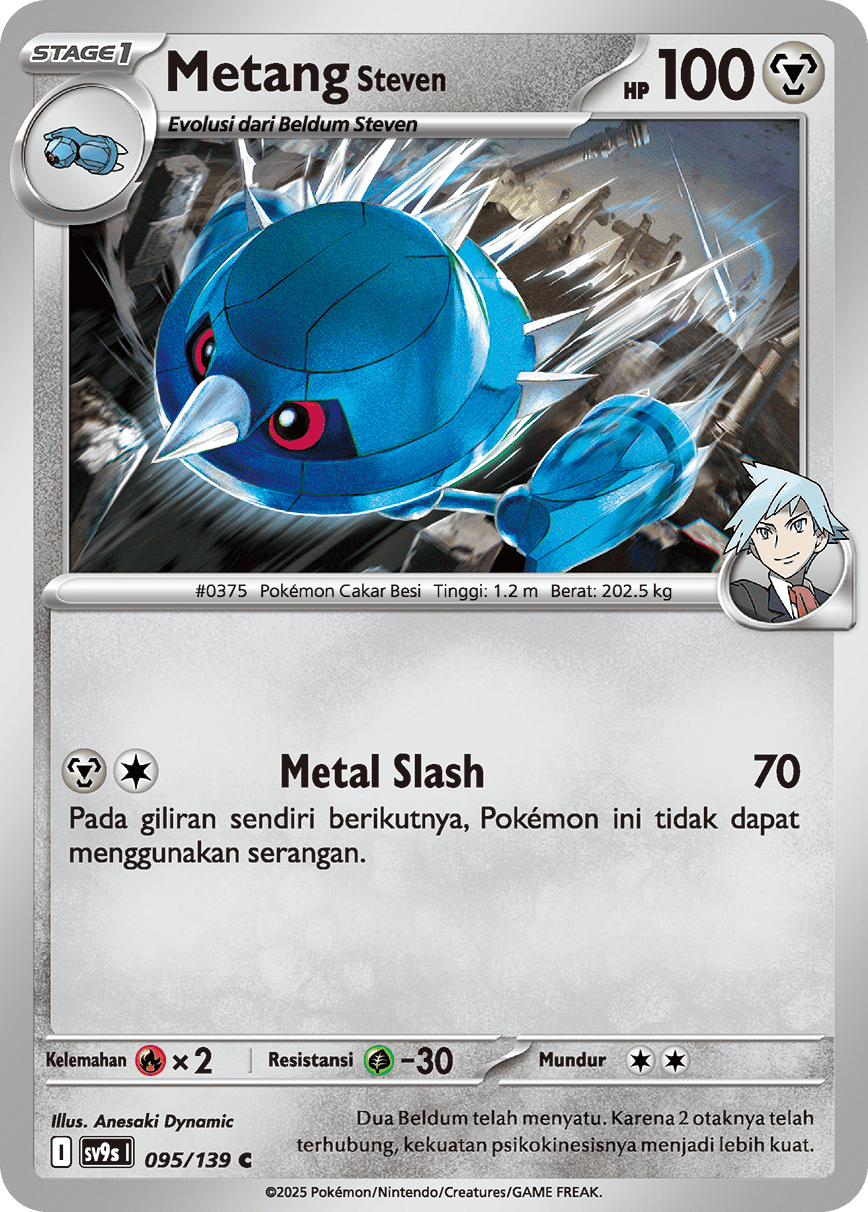 STAGE 1
Metang Steven
HP 100
Evolusi dari Beldum Steven
#0375 Pokémon Cakar Besi Tinggi: 1.2 m Berat: 202.5 kg
Metal Slash 70
Pada giliran sendiri berikutnya, Pokémon ini tidak dapat
menggunakan serangan.
Kelemahan ×2 Resistansi -30 Mundur
Illus. Anesaki Dynamic
Dua Beldum telah menyatu. Karena 2 otaknya telah
terhubung, kekuatan psikokinesisnya menjadi lebih kuat.
I sv9s I 095/139 C
©2025 Pokémon/Nintendo/Creatures/GAME FREAK.